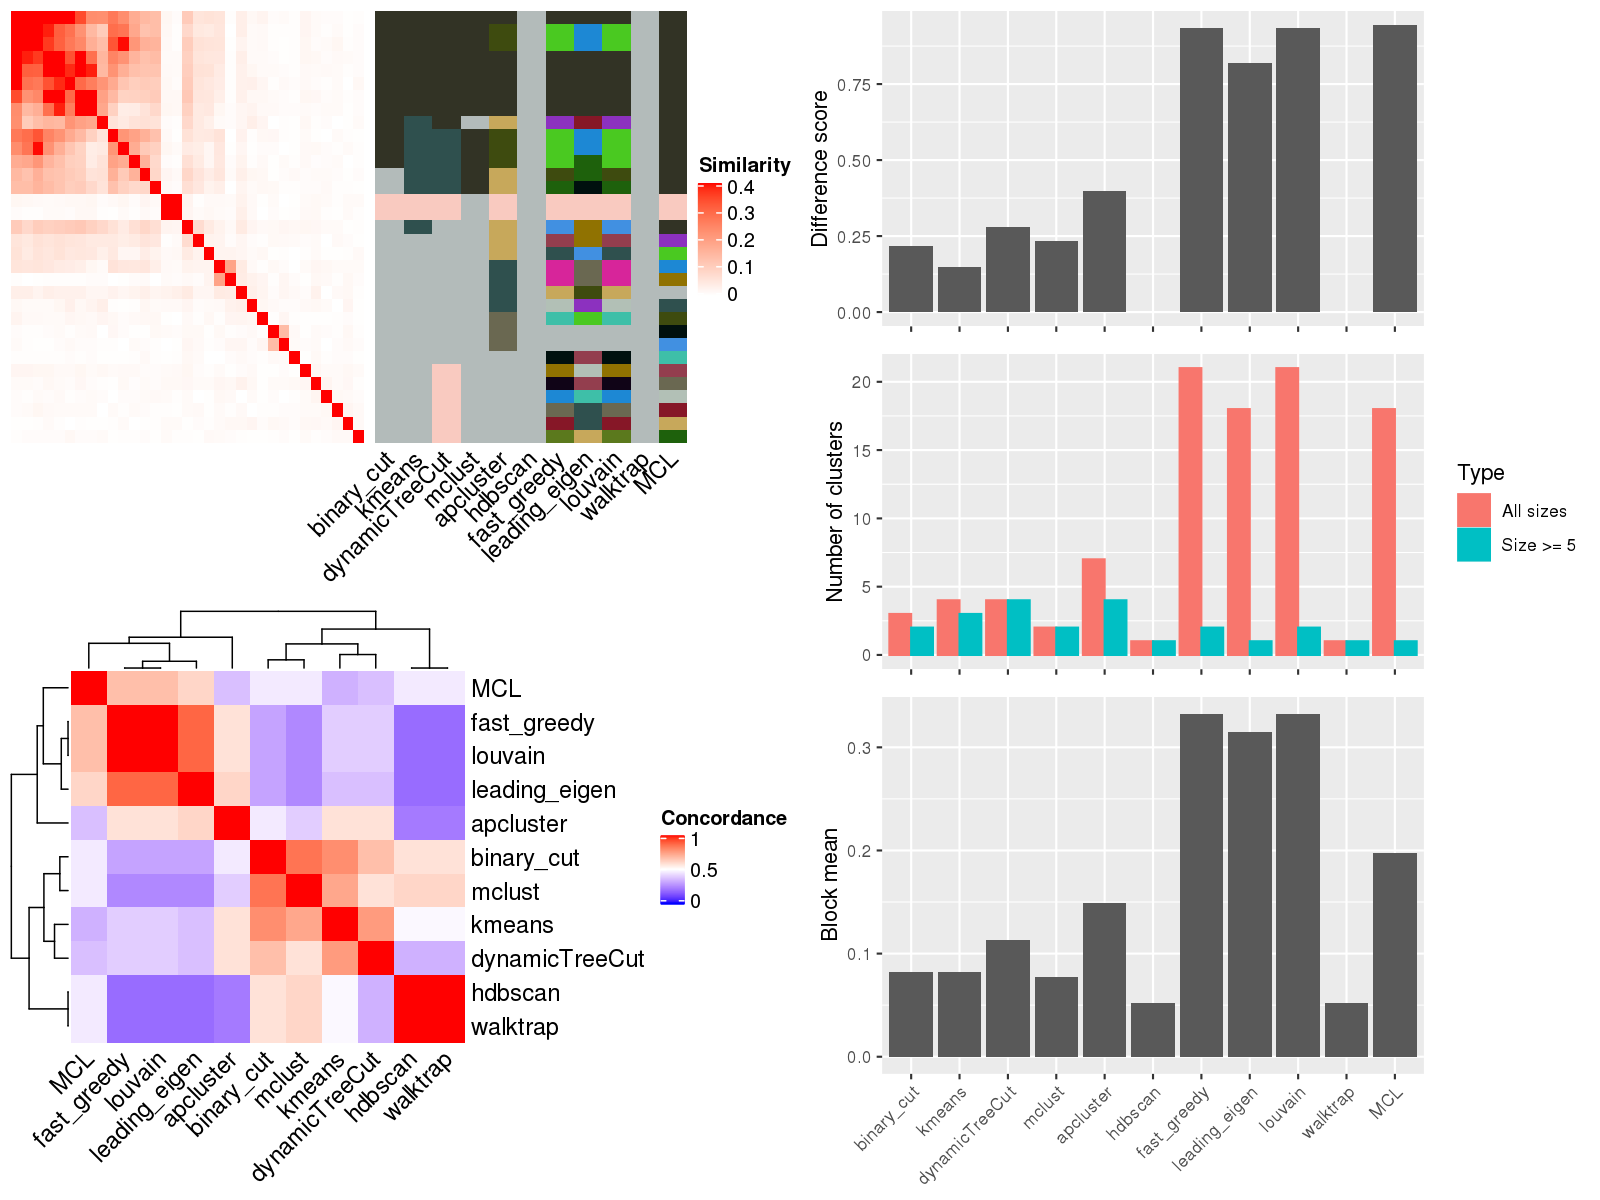 Similarity
0.4
0.3
0.2
0.1
0
binary_cut
kmeans
dynamicTreeCut
mclust
apcluster
hdbscan
fast_greedy
leading_eigen
louvain
walktrap
MCL
MCL
fast_greedy
louvain
leading_eigen
apcluster
binary_cut
mclust
kmeans
dynamicTreeCut
hdbscan
walktrap
MCL
fast_greedy
louvain
leading_eigen
apcluster
binary_cut
mclust
kmeans
dynamicTreeCut
hdbscan
walktrap
Concordance
1
0.5
0
Difference score
0.75
0.50
0.25
0.00
Number of clusters
20
15
10
5
0
Type
All sizes
Size >= 5
Block mean
0.3
0.2
0.1
0.0
binary_cut
kmeans
dynamicTreeCut
mclust
apcluster
hdbscan
fast_greedy
leading_eigen
louvain
walktrap
MCL